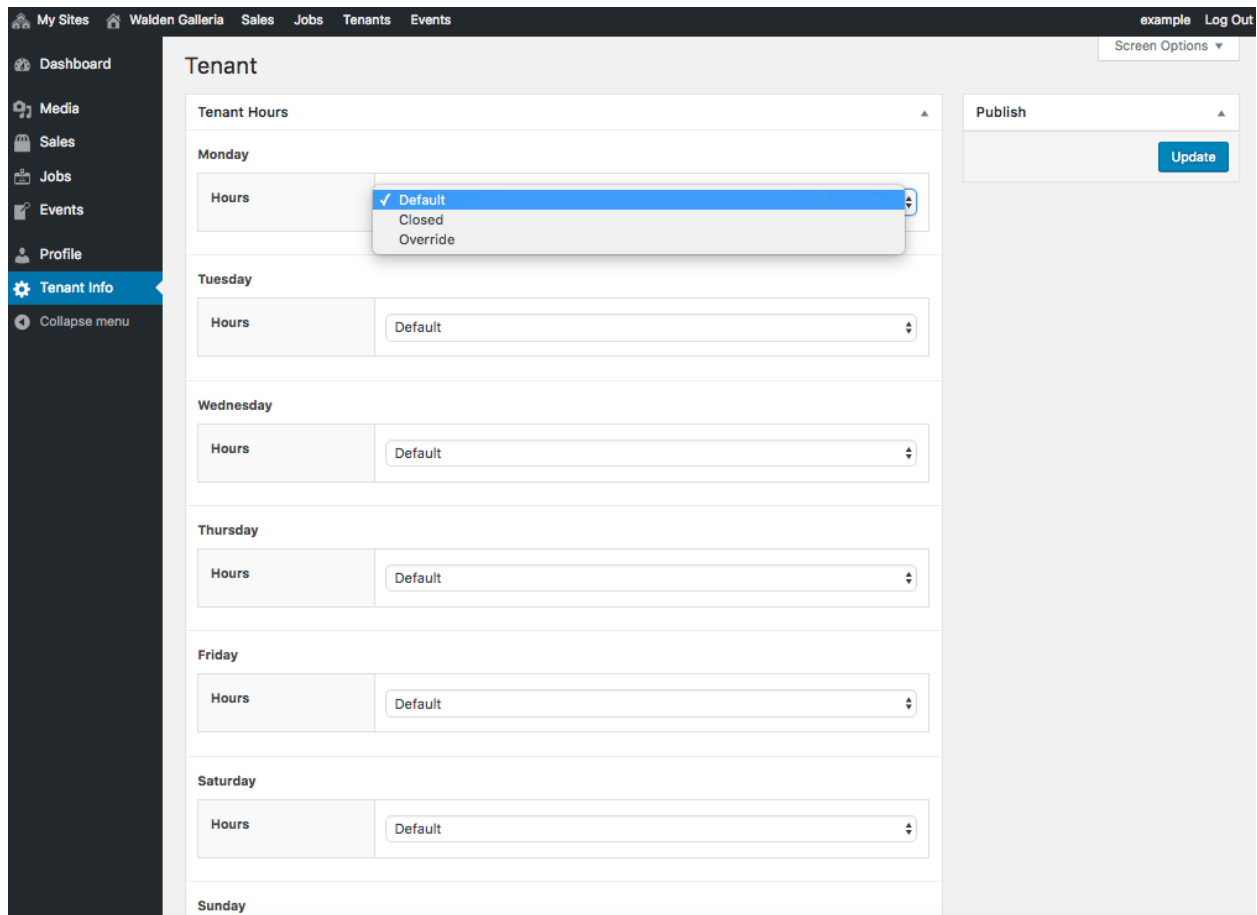 My Sites Walden Galleria Sales Jobs Tenants Events example Log Out
Screen Options
Dashboard
Media
Sales
Jobs
Events
Profile
Tenant Info
Collapse menu
Tenant
Tenant Hours
Monday
Hours
✓ Default
Closed
Override
Tuesday
Hours Default
Wednesday
Hours Default
Thursday
Hours Default
Friday
Hours Default
Saturday
Hours Default
Sunday
Publish
Update